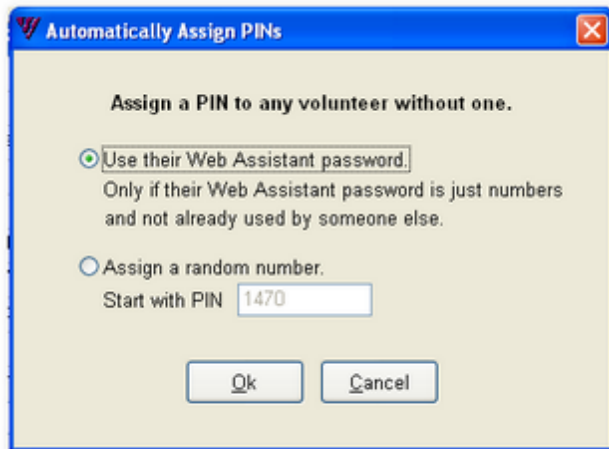 Automatically Assign PINs
Assign a PIN to any volunteer without one.
Use their Web Assistant password.
Only if their Web Assistant password is just numbers
and not already used by someone else.
Assign a random number.
Start with PIN 1470
Ok Cancel